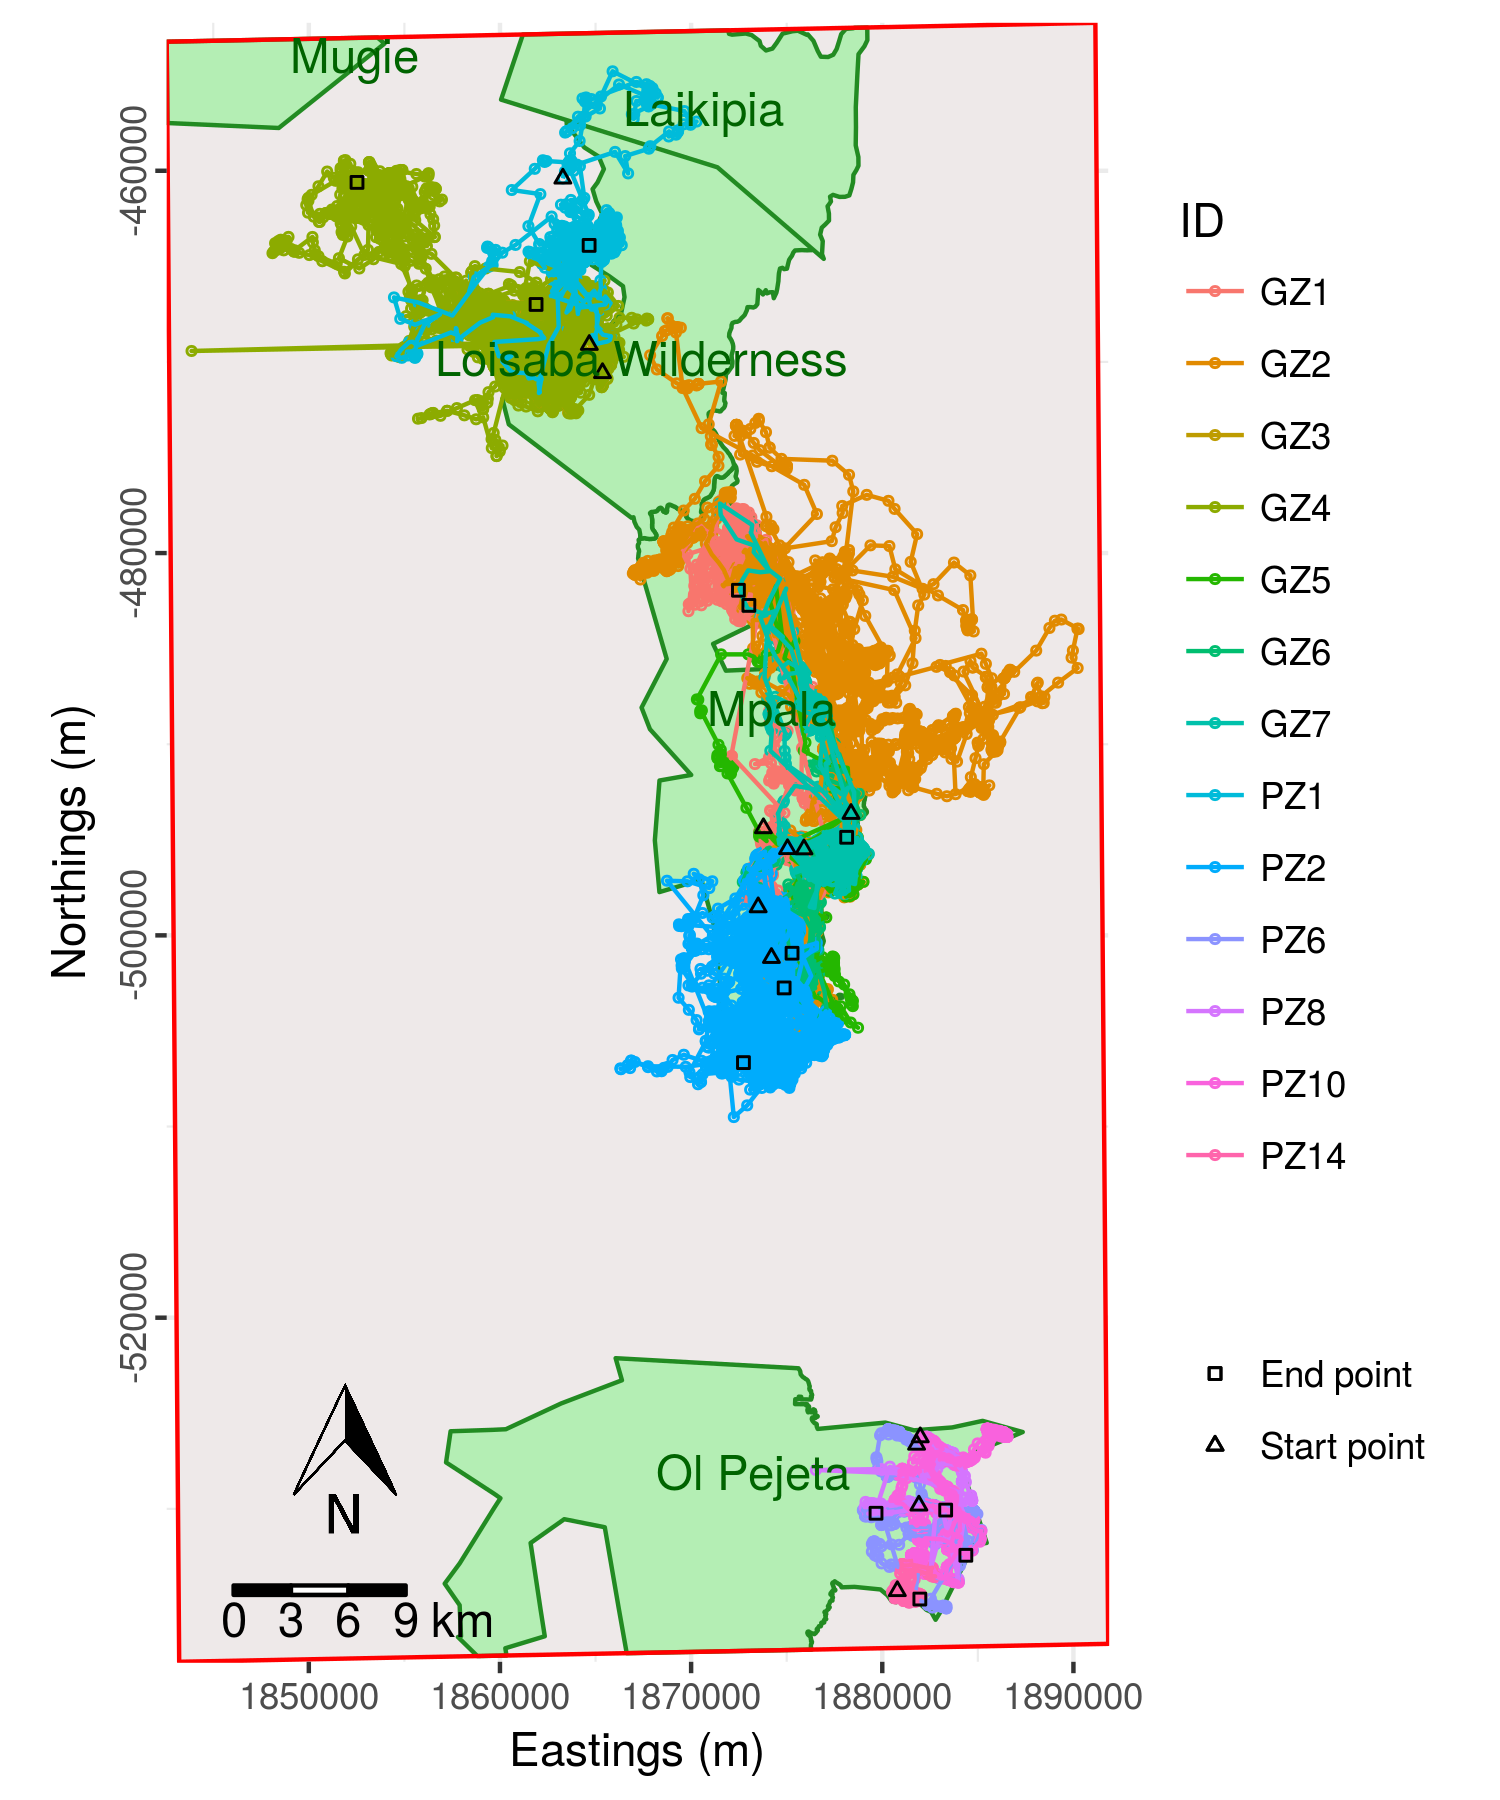 Mugie
Laikipia
Loisaba Wilderness
Mpala
Ol Pejeta
N
0 3 6 9 km
-460000
-480000
-500000
-520000
Northings (m)
1850000 1860000 1870000 1880000 1890000
Eastings (m)
ID
GZ1
GZ2
GZ3
GZ4
GZ5
GZ6
GZ7
PZ1
PZ2
PZ6
PZ8
PZ10
PZ14
End point
Start point